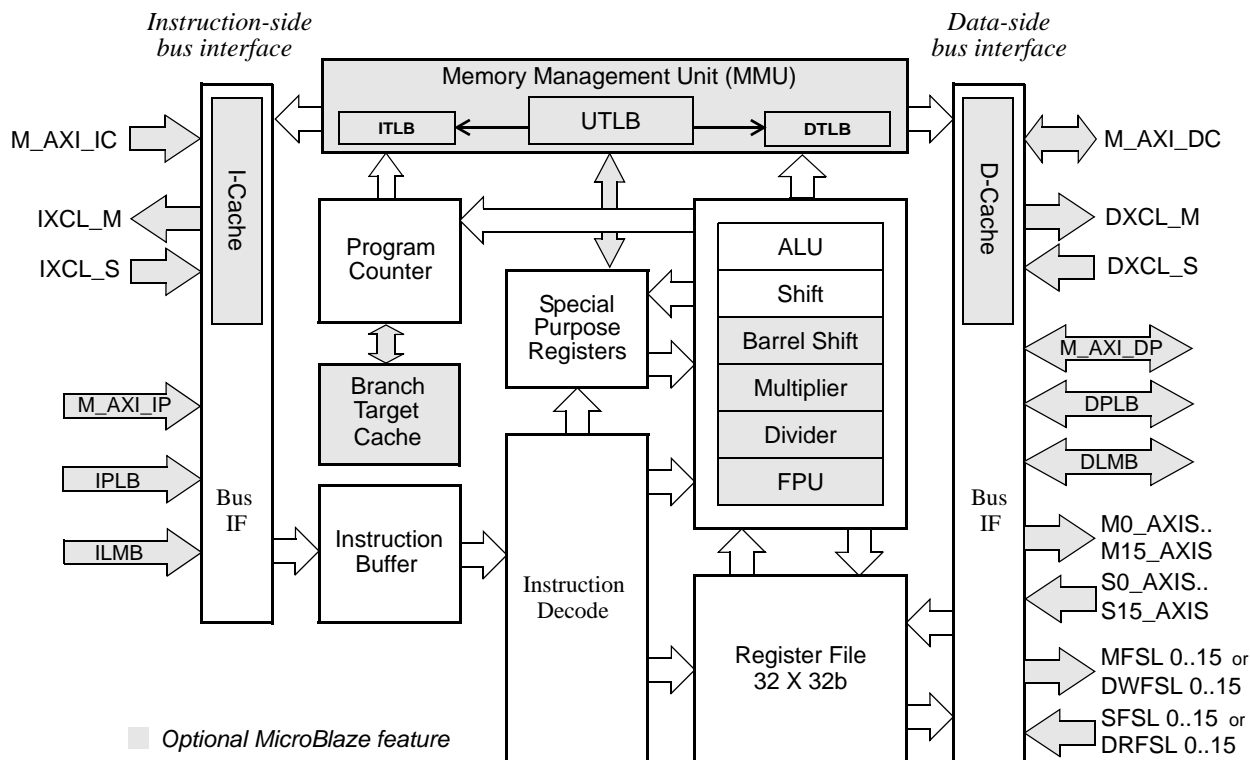 Instruction-side
bus interface
Data-side
bus interface
Memory Management Unit (MMU)
ITLB
UTLB
DTLB
M_AXI_IC
IXCL_M
IXCL_S
I-Cache
M_AXI_IP
IPLB
ILMB
Bus
IF
Program
Counter
Branch
Target
Cache
Instruction
Buffer
Special
Purpose
Registers
Instruction
Decode
ALU
Shift
Barrel Shift
Multiplier
Divider
FPU
Register File
32 X 32b
D-Cache
Bus
IF
M_AXI_DC
DXCL_M
DXCL_S
M_AXI_DP
DPLB
DLMB
M0_AXIS..
M15_AXIS
S0_AXIS..
S15_AXIS
MFSL 0..15 or
DWFSL 0..15
SFSL 0..15 or
DRFSL 0..15
Optional MicroBlaze feature